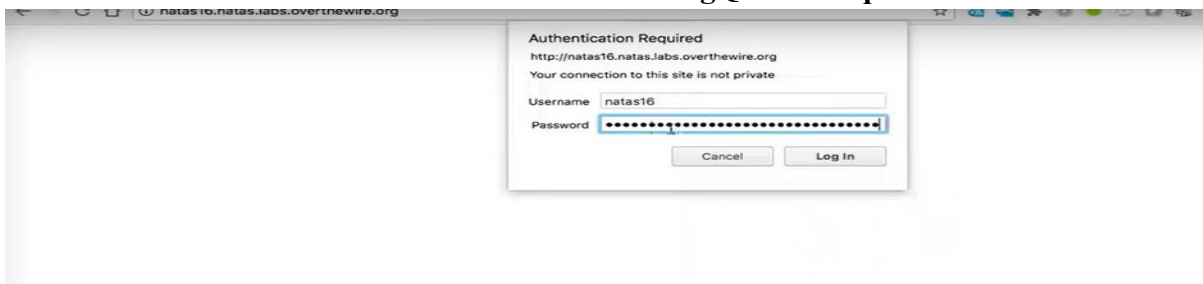 natas16.natas.labs.overthewire.org
Authentication Required
http://natas16.natas.labs.overthewire.org
Your connection to this site is not private
Username natas16
Password ••••••••••••••••••••••••••••••••
Cancel Log In